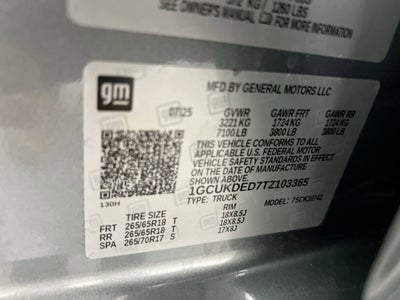 KG / 1260 LBS
SEE OWNER'S MANUAL
gm
MFD BY GENERAL MOTORS LLC
07/25 GVWR GAWR FRT GAWR RR
3221 KG 1724 KG 1724 KG
7100 LB 3800 LB 3800 LB
THIS VEHICLE CONFORMS TO ALL
APPLICABLE U.S. FEDERAL MOTOR
VEHICLE SAFETY STANDARDS IN
EFFECT ON THE DATE OF
MANUFACTURE SHOWN ABOVE.
1GCUKDED7TZ103365
130H TYPE: TRUCK
TIRE SIZE RIM
FRT 265/65R18 T 18X8.5J
RR 265/65R18 T 18X8.5J
SPA 265/70R17 S 17X8J